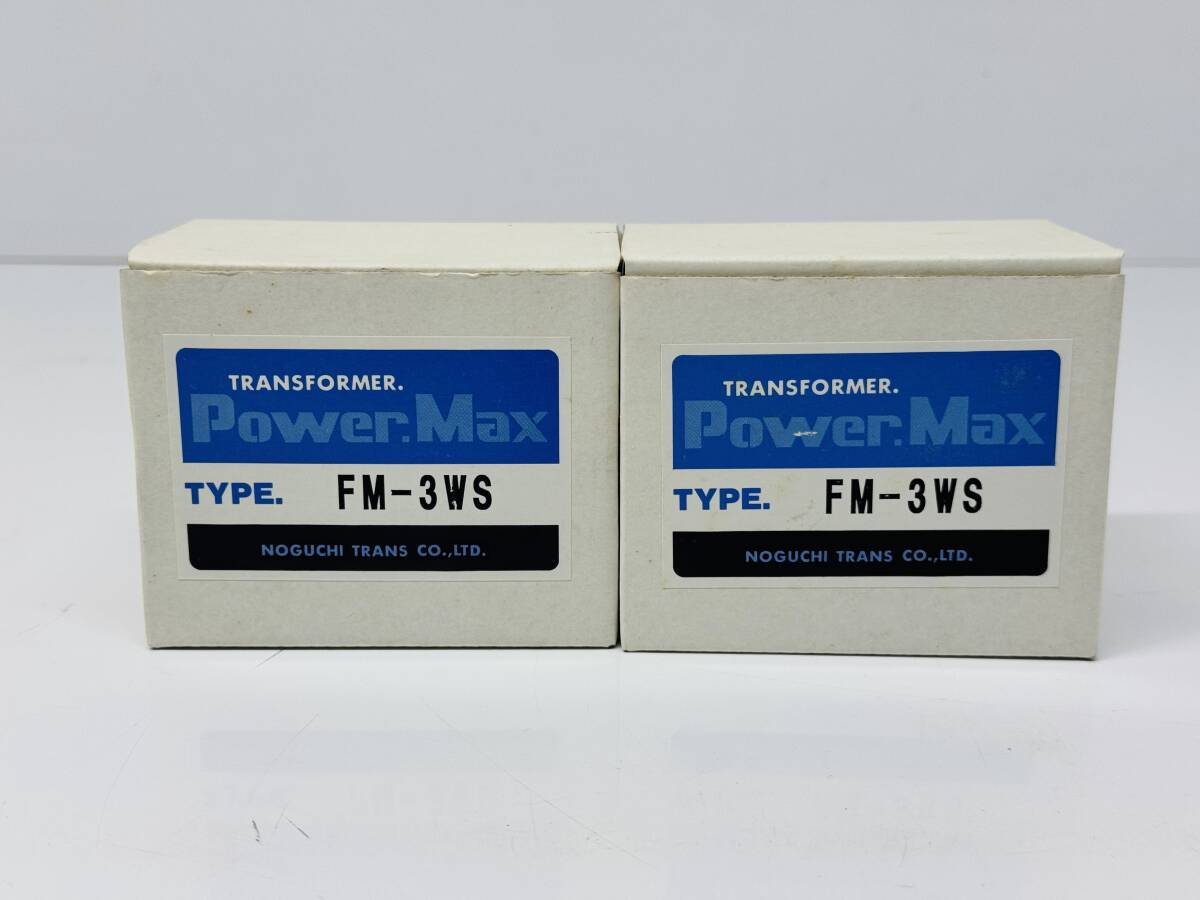 TRANSFORMER.
Power.Max
TYPE. FM-3WS
NOGUCHI TRANS CO.,LTD.
TRANSFORMER.
Power.Max
TYPE. FM-3WS
NOGUCHI TRANS CO.,LTD.